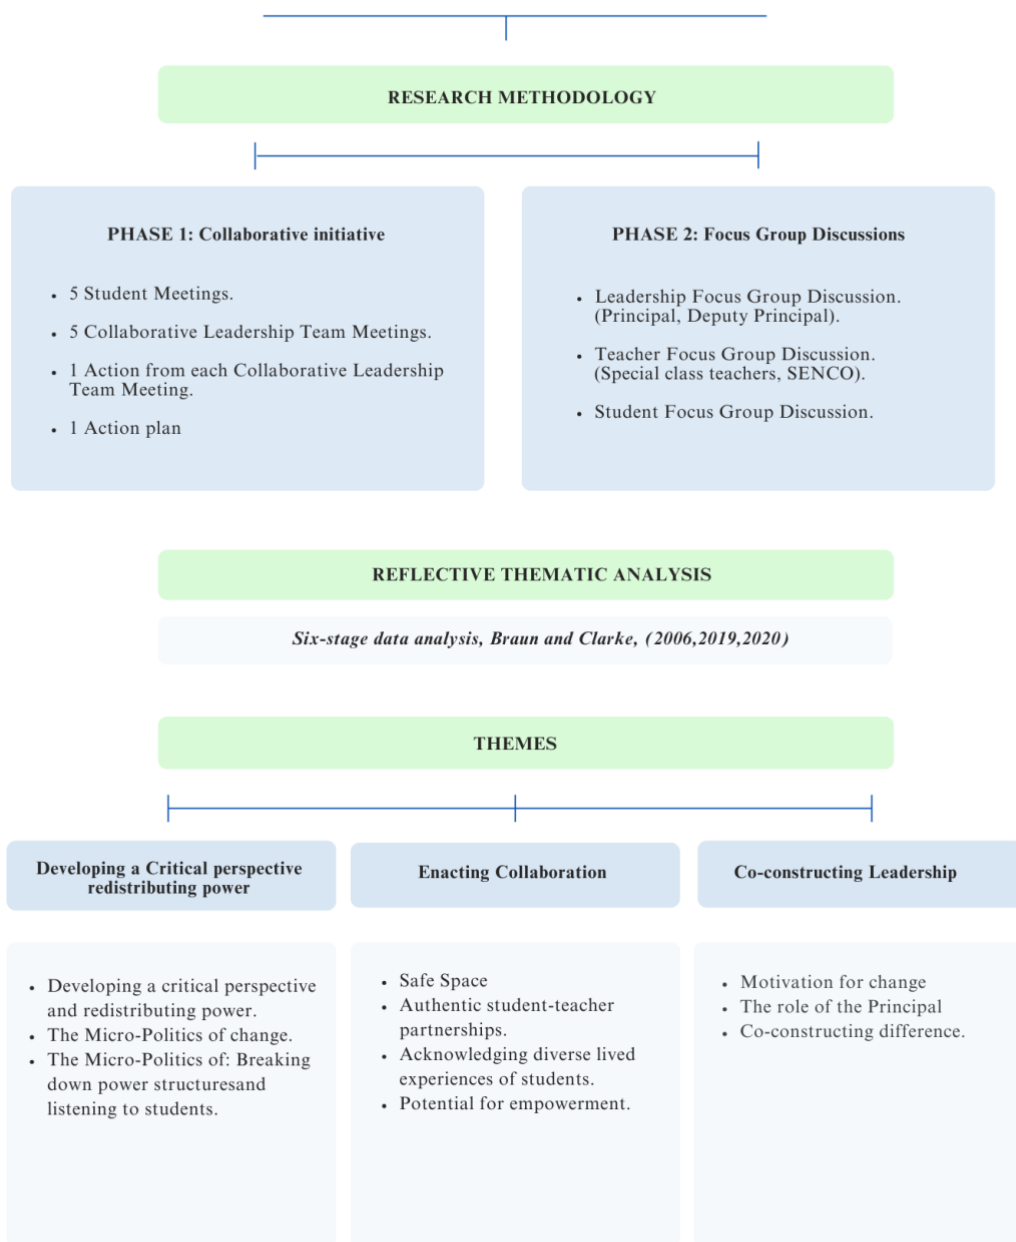 RESEARCH METHODOLOGY
PHASE 1: Collaborative initiative
• 5 Student Meetings.
• 5 Collaborative Leadership Team Meetings.
• 1 Action from each Collaborative Leadership
Team Meeting.
• 1 Action plan
PHASE 2: Focus Group Discussions
• Leadership Focus Group Discussion.
(Principal, Deputy Principal).
• Teacher Focus Group Discussion.
(Special class teachers, SENCO).
• Student Focus Group Discussion.
REFLECTIVE THEMATIC ANALYSIS
Six-stage data analysis, Braun and Clarke, (2006,2019,2020)
THEMES
Developing a Critical perspective
redistributing power
• Developing a critical perspective
and redistributing power.
• The Micro-Politics of change.
• The Micro-Politics of: Breaking
down power structuresand
listening to students.
Enacting Collaboration
• Safe Space
• Authentic student-teacher
partnerships.
• Acknowledging diverse lived
experiences of students.
• Potential for empowerment.
Co-constructing Leadership
• Motivation for change
• The role of the Principal
• Co-constructing difference.